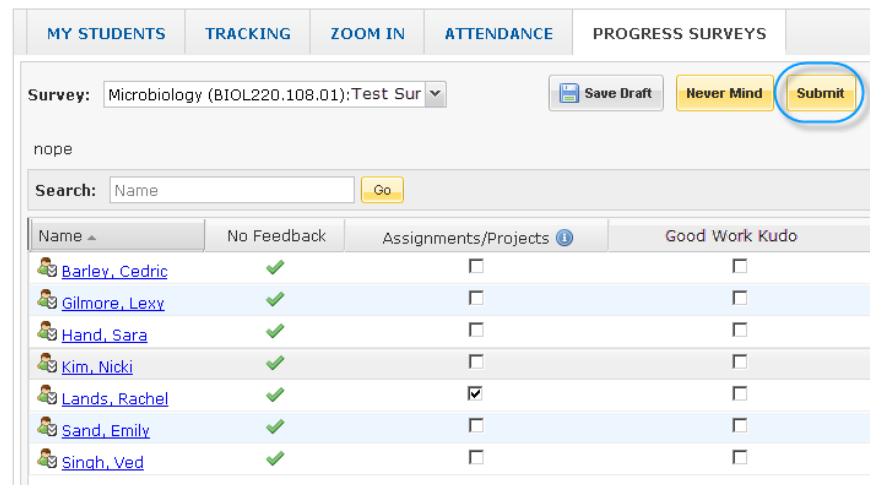 MY STUDENTS TRACKING ZOOM IN ATTENDANCE PROGRESS SURVEYS
Survey: Microbiology (BIOL220.108.01):Test Sur Save Draft Never Mind Submit
nope
Search: Name Go
Name No Feedback Assignments/Projects Good Work Kudo
Barley, Cedric
Gilmore, Lexy
Hand, Sara
Kim, Nicki
Lands, Rachel
Sand, Emily
Singh, Ved